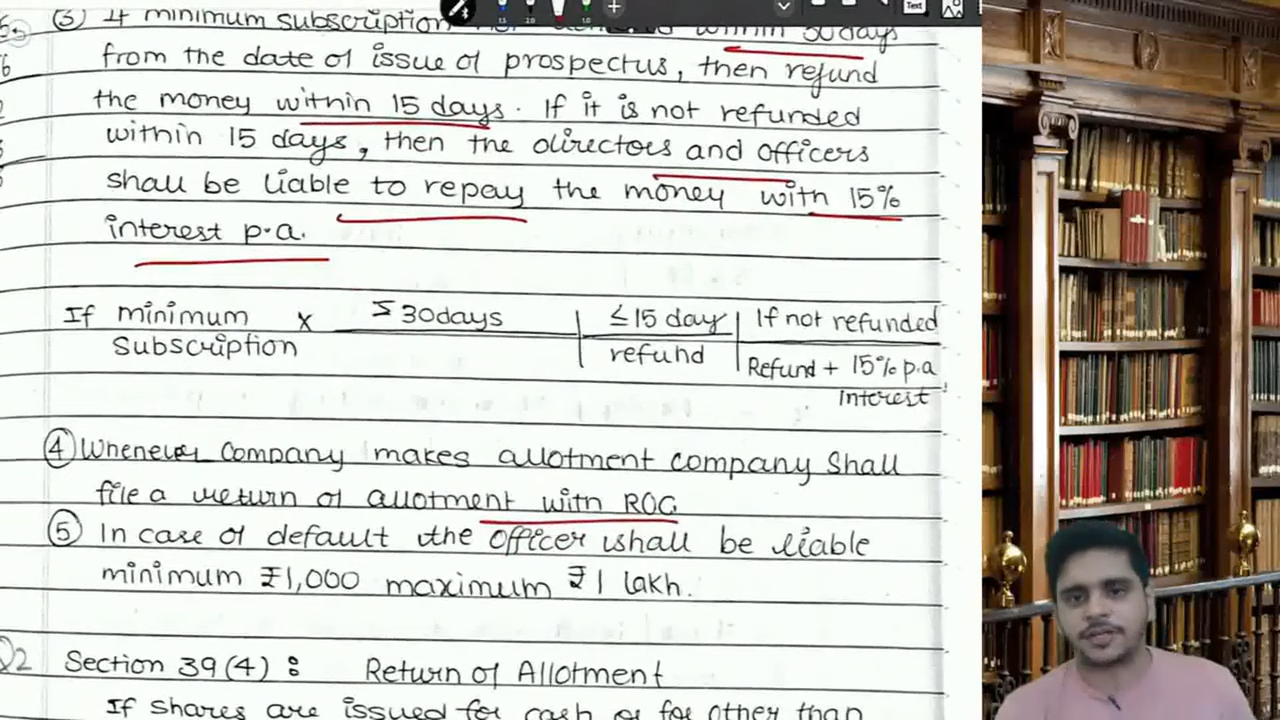 ③ If minimum subscription within 30 days
from the date of issue of prospectus, then refund
the money within 15 days. If it is not refunded
within 15 days, then the directors and officers
shall be liable to repay the money with 15%
interest p.a.
If minimum Subscription x ≤ 30days | ≤ 15 day refund | If not refunded Refund + 15% p.a interest
④ Whenever Company makes allotment company shall
file a return of allotment with ROC
⑤ In case of default the officer shall be liable
minimum ₹1,000 maximum ₹1 lakh.
Q2 Section 39(4) : Return of Allotment
If shares are issued for cash or for other than
Text